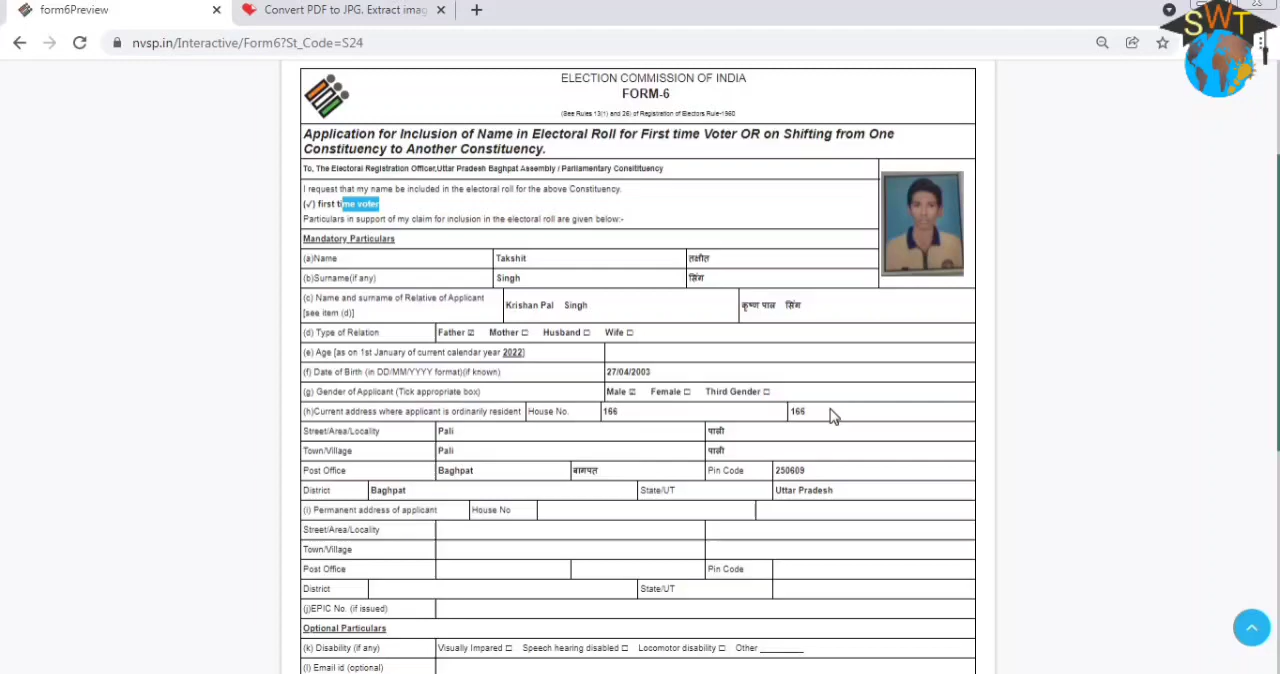 form6Preview
Convert PDF to JPG. Extract imag
nvsp.in/Interactive/Form6?St_Code=S24
SWT
ELECTION COMMISSION OF INDIA
FORM-6
(See Rules 13(1) and 26) of Registration of Electors Rule-1960
Application for Inclusion of Name in Electoral Roll for First time Voter OR on Shifting from One
Constituency to Another Constituency.
To, The Electoral Registration Officer,Uttar Pradesh Baghpat Assembly / Parliamentary Consitituency
I request that my name be included in the electoral roll for the above Constituency.
(✓) first time voter
Particulars in support of my claim for inclusion in the electoral roll are given below:-
Mandatory Particulars
(a)Name Takshit तक्षीत
(b)Surname(if any) Singh सिंग
(c) Name and surname of Relative of Applicant
[see item (d)] Krishan Pal Singh कृष्ण पाल सिंग
(d) Type of Relation Father ☑ Mother ☐ Husband ☐ Wife ☐
(e) Age [as on 1st January of current calendar year 2022]
(f) Date of Birth (in DD/MM/YYYY format)(if known) 27/04/2003
(g) Gender of Applicant (Tick appropriate box) Male ☑ Female ☐ Third Gender ☐
(h)Current address where applicant is ordinarily resident House No. 166 166
Street/Area/Locality Pali पाली
Town/Village Pali पाली
Post Office Baghpat बागपत Pin Code 250609
District Baghpat State/UT Uttar Pradesh
(i) Permanent address of applicant House No
Street/Area/Locality
Town/Village
Post Office Pin Code
District State/UT
(j)EPIC No. (if issued)
Optional Particulars
(k) Disability (if any) Visually Impared ☐ Speech hearing disabled ☐ Locomotor disability ☐ Other ________
(l) Email id (optional)